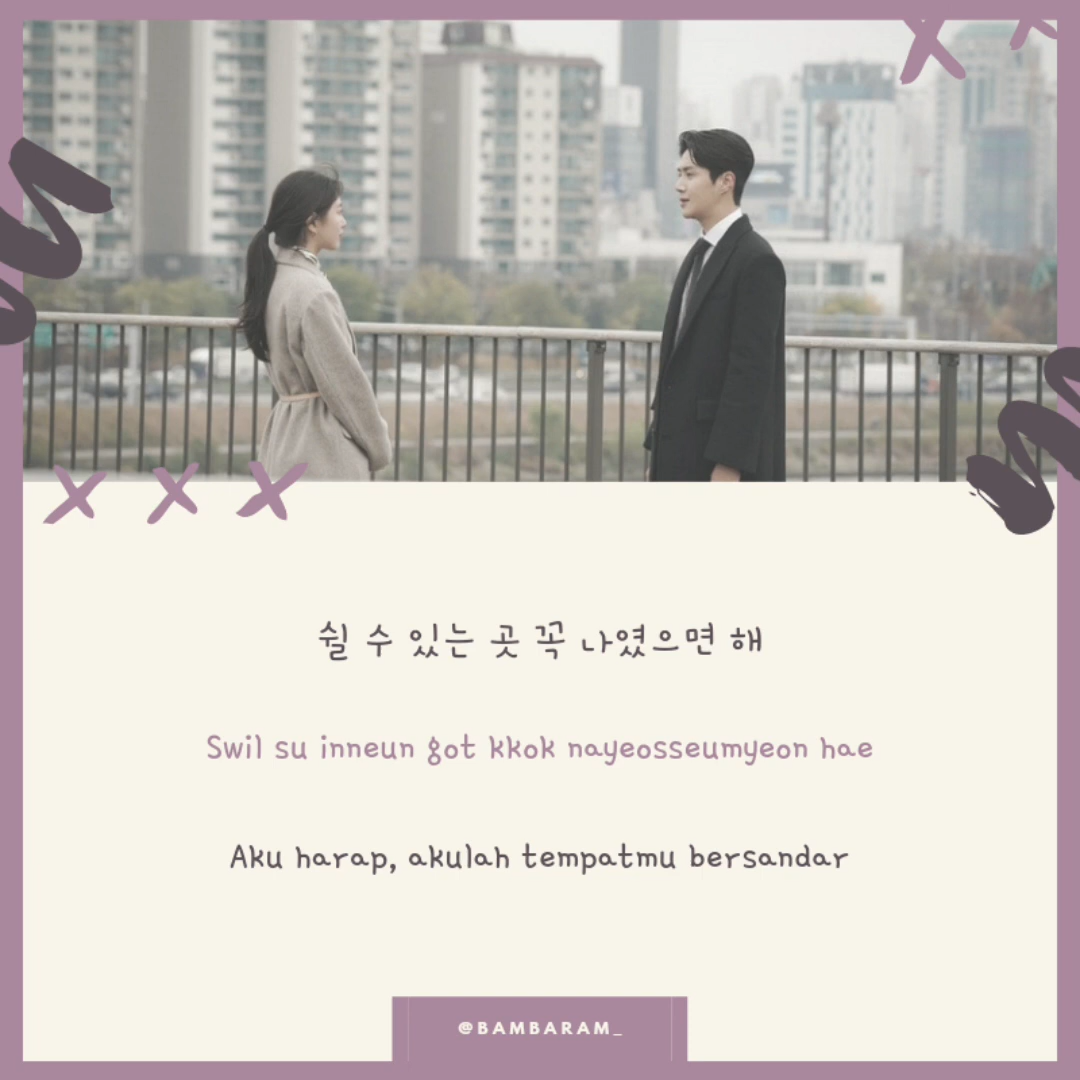 쉴 수 있는 곳 꼭 나였으면 해
Swil su inneun got kkok nayeosseumyeon hae
Aku harap, akulah tempatmu bersandar
@BAMBARAM_